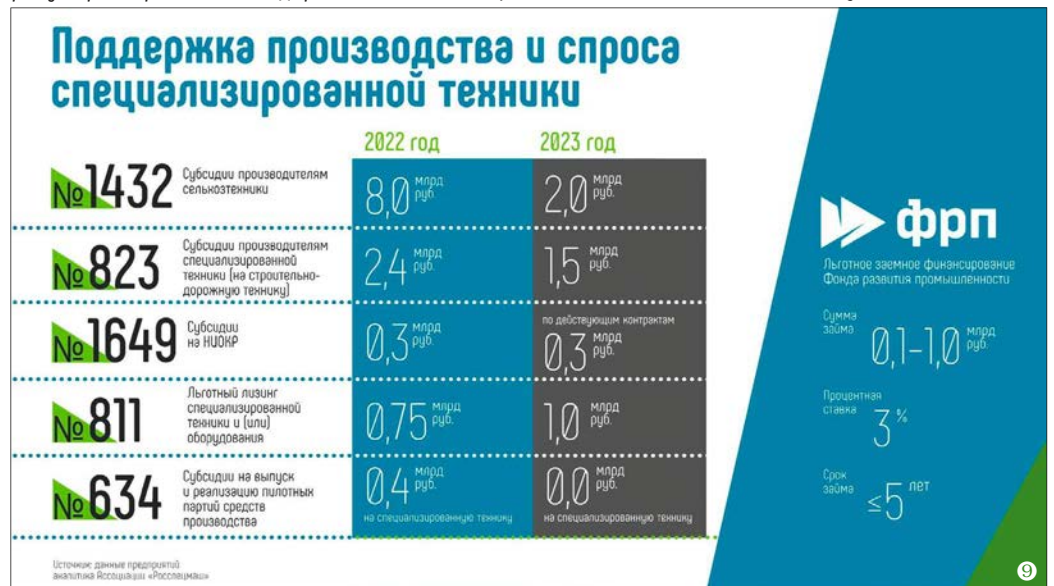 Поддержка производства и спроса
специализированной техники
2022 год
2023 год
№1432
Субсидии производителям
сельхозтехники
8,0 млрд
руб.
2,0 млрд
руб.
№823
Субсидии производителям
специализированной
техники (на строительно-
дорожную технику)
2,4 млрд
руб.
1,5 млрд
руб.
№1649
Субсидии
на НИОКР
0,3 млрд
руб.
по действующим контрактам
0,3 млрд
руб.
№811
Льготный лизинг
специализированной
техники и (или)
оборудования
0,75 млрд
руб.
1,0 млрд
руб.
№634
Субсидии на выпуск
и реализацию пилотных
партий средств
производства
0,4 млрд
руб.
на специализированную технику
0,0 млрд
руб.
на специализированную технику
фрп
Льготное заемное финансирование
Фонда развития промышленности
Сумма
займа
0,1–1,0 млрд
руб.
Процентная
ставка
3 %
Срок
займа
≤5 лет
Источник: данные предприятий,
аналитика Ассоциации «Росспецмаш»
9